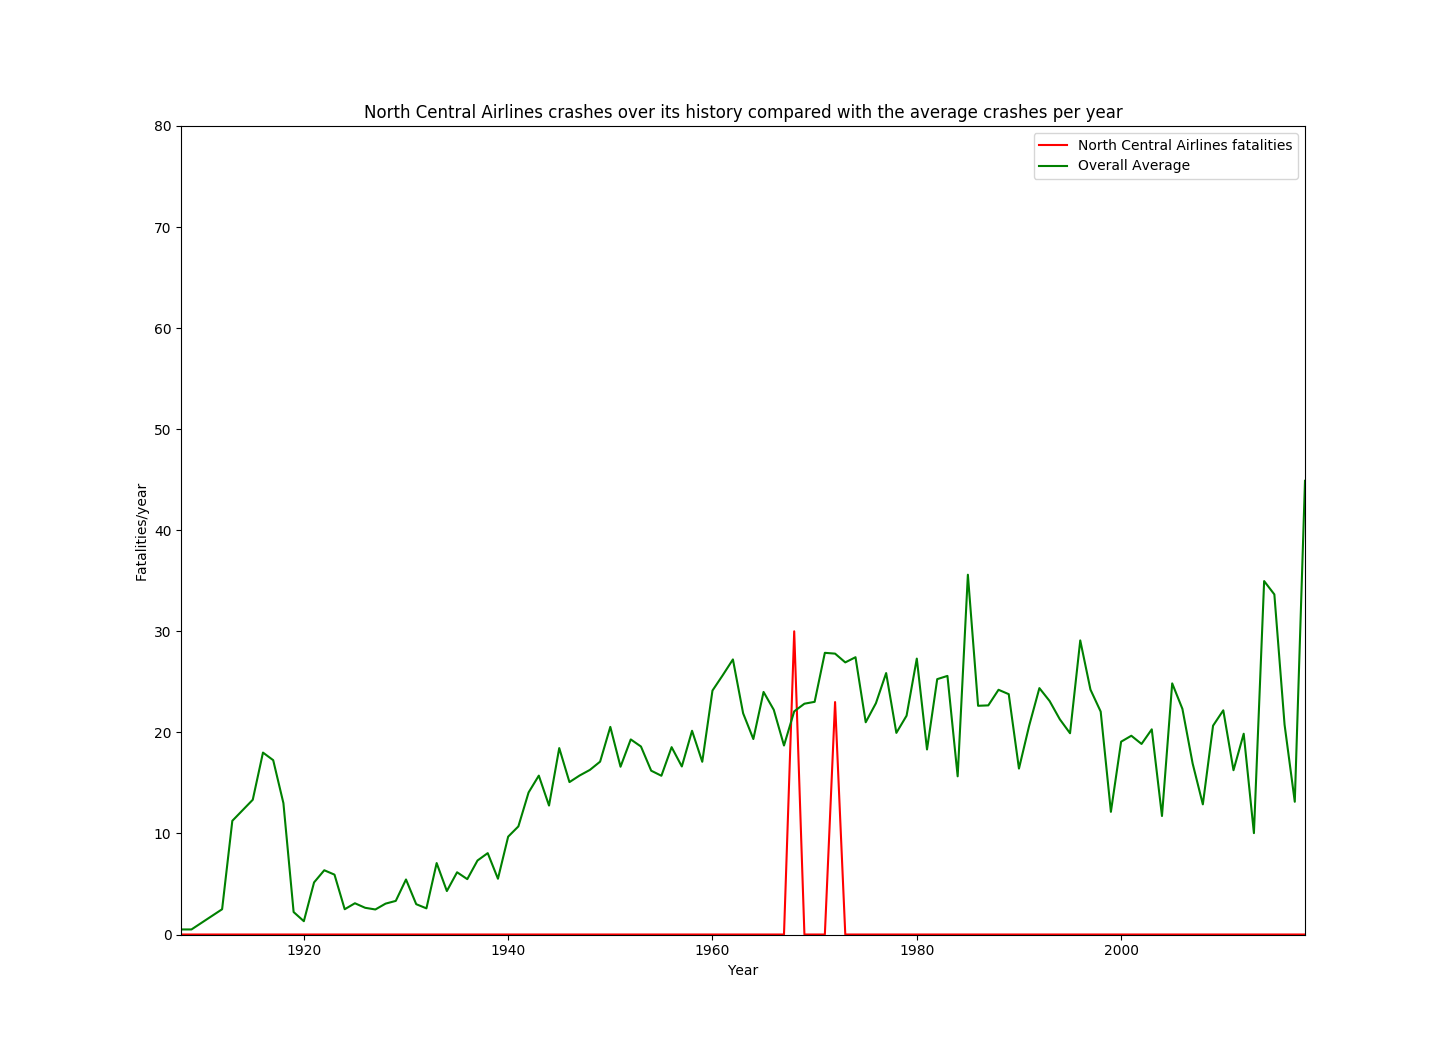 North Central Airlines crashes over its history compared with the average crashes per year
North Central Airlines fatalities
Overall Average
80
70
60
50
40
30
20
10
0
Fatalities/year
1920 1940 1960 1980 2000
Year